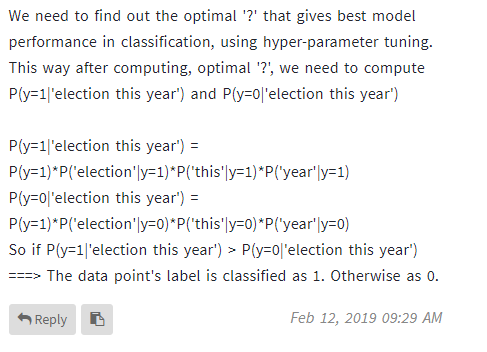 We need to find out the optimal '?' that gives best model
performance in classification, using hyper-parameter tuning.
This way after computing, optimal '?', we need to compute
P(y=1|'election this year') and P(y=0|'election this year')
P(y=1|'election this year') =
P(y=1)*P('election'|y=1)*P('this'|y=1)*P('year'|y=1)
P(y=0|'election this year') =
P(y=1)*P('election'|y=0)*P('this'|y=0)*P('year'|y=0)
So if P(y=1|'election this year') > P(y=0|'election this year')
===> The data point's label is classified as 1. Otherwise as 0.
Reply
Feb 12, 2019 09:29 AM